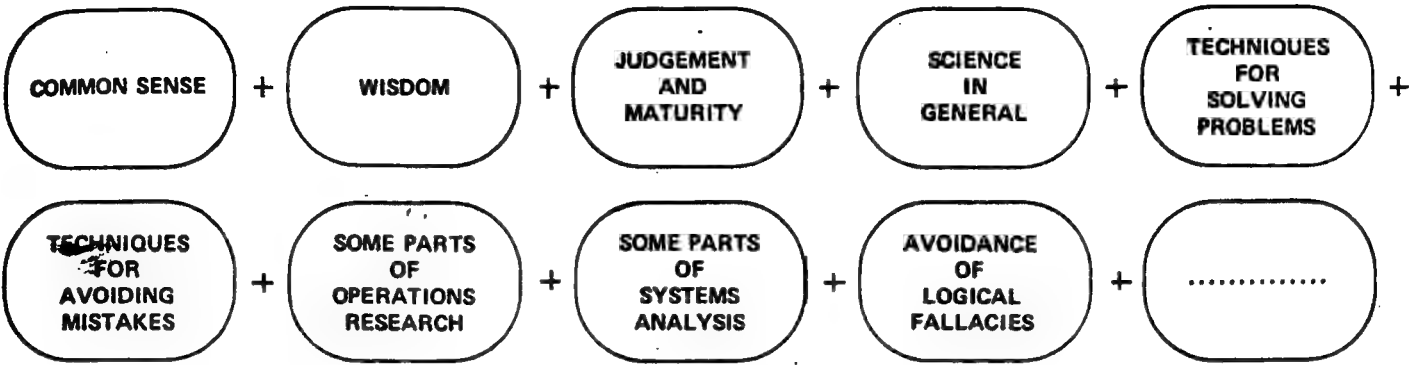 COMMON SENSE + WISDOM + JUDGEMENT AND MATURITY + SCIENCE IN GENERAL + TECHNIQUES FOR SOLVING PROBLEMS +
TECHNIQUES FOR AVOIDING MISTAKES + SOME PARTS OF OPERATIONS RESEARCH + SOME PARTS OF SYSTEMS ANALYSIS + AVOIDANCE OF LOGICAL FALLACIES + ..............